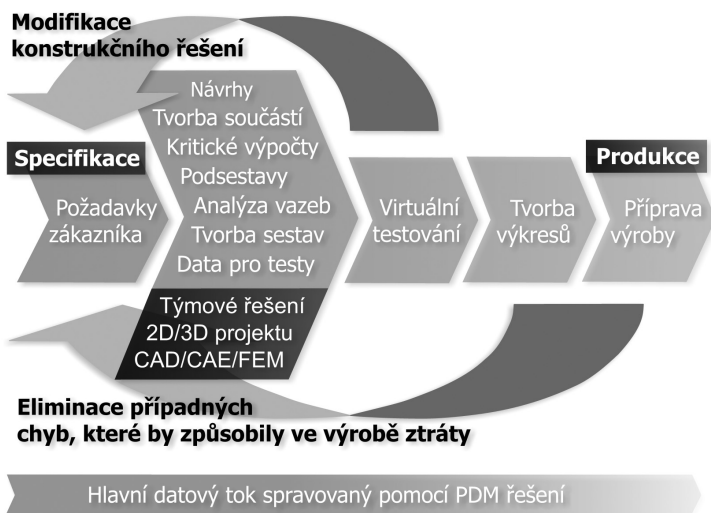 Modifikace
konstrukčního řešení
Specifikace
Požadavky
zákazníka
Návrhy
Tvorba součástí
Kritické výpočty
Podsestavy
Analýza vazeb
Tvorba sestav
Data pro testy
Týmové řešení
2D/3D projektu
CAD/CAE/FEM
Virtuální
testování
Tvorba
výkresů
Produkce
Příprava
výroby
Eliminace případných
chyb, které by způsobily ve výrobě ztráty
Hlavní datový tok spravovaný pomocí PDM řešení